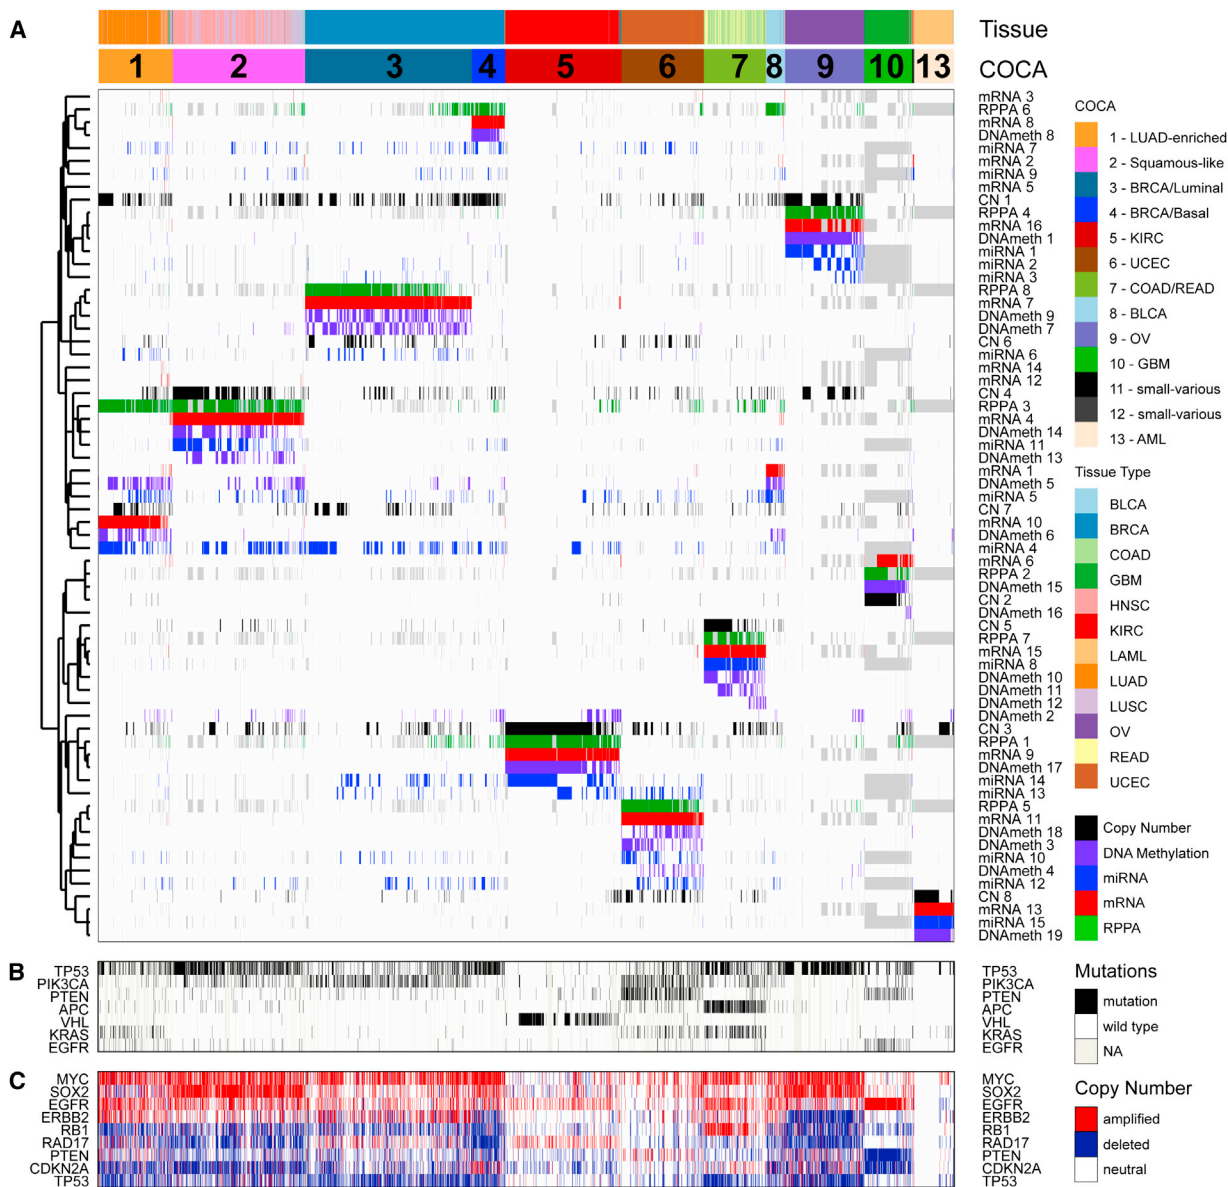 A
Tissue
COCA
1 2 3 4 5 6 7 8 9 10 13
mRNA 3
RPPA 6
mRNA 8
DNAmeth 8
miRNA 7
mRNA 2
miRNA 9
mRNA 5
CN 1
RPPA 4
mRNA 16
DNAmeth 1
miRNA 1
miRNA 2
miRNA 3
RPPA 8
mRNA 7
DNAmeth 9
DNAmeth 7
CN 6
miRNA 6
mRNA 14
mRNA 12
CN 4
RPPA 3
mRNA 4
DNAmeth 14
miRNA 11
DNAmeth 13
mRNA 1
DNAmeth 5
miRNA 5
CN 7
mRNA 10
DNAmeth 6
miRNA 4
mRNA 6
RPPA 2
DNAmeth 15
CN 2
DNAmeth 16
CN 5
RPPA 7
mRNA 15
miRNA 8
DNAmeth 10
DNAmeth 11
DNAmeth 12
DNAmeth 2
CN 3
RPPA 1
mRNA 9
DNAmeth 17
miRNA 14
miRNA 13
RPPA 5
mRNA 11
DNAmeth 18
DNAmeth 3
miRNA 10
DNAmeth 4
miRNA 12
CN 8
mRNA 13
miRNA 15
DNAmeth 19
COCA
1 - LUAD-enriched
2 - Squamous-like
3 - BRCA/Luminal
4 - BRCA/Basal
5 - KIRC
6 - UCEC
7 - COAD/READ
8 - BLCA
9 - OV
10 - GBM
11 - small-various
12 - small-various
13 - AML
Tissue Type
BLCA
BRCA
COAD
GBM
HNSC
KIRC
LAML
LUAD
LUSC
OV
READ
UCEC
Copy Number
DNA Methylation
miRNA
mRNA
RPPA
B
TP53
PIK3CA
PTEN
APC
VHL
KRAS
EGFR
TP53
PIK3CA
PTEN
APC
VHL
KRAS
EGFR
Mutations
mutation
wild type
NA
C
MYC
SOX2
EGFR
ERBB2
RB1
RAD17
PTEN
CDKN2A
TP53
MYC
SOX2
EGFR
ERBB2
RB1
RAD17
PTEN
CDKN2A
TP53
Copy Number
amplified
deleted
neutral